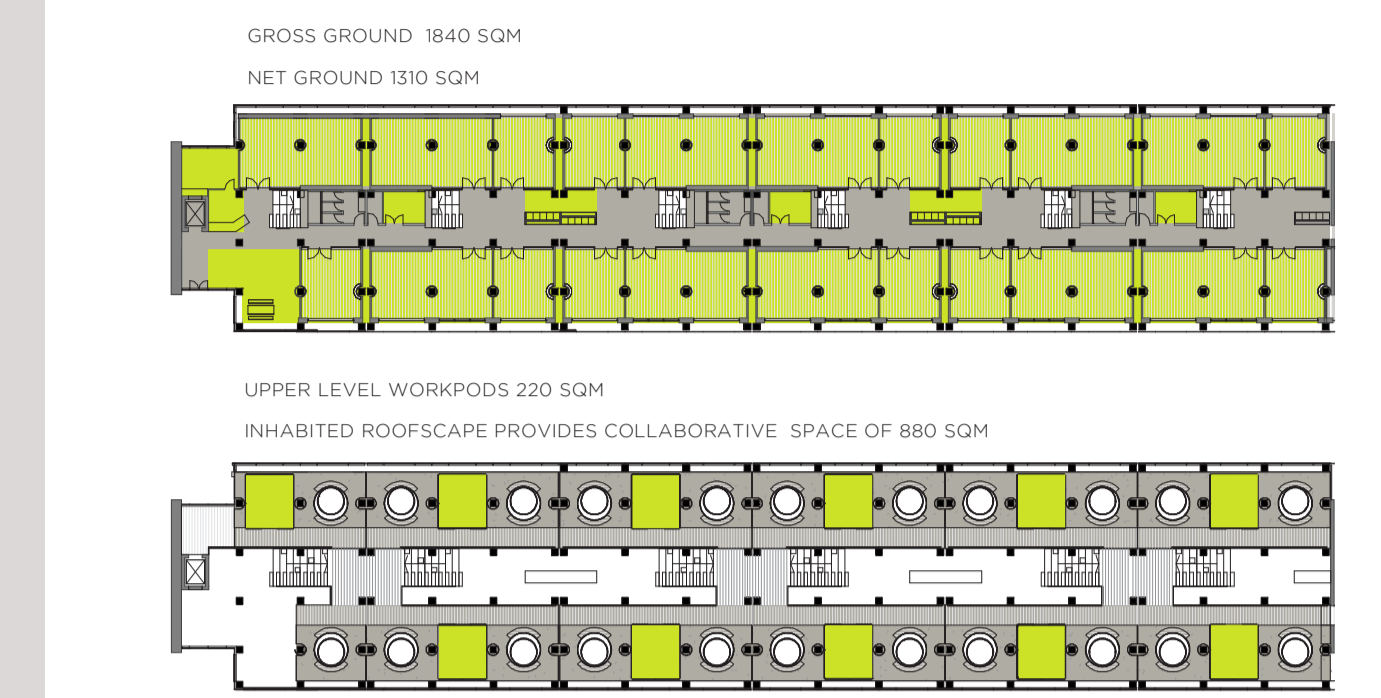 GROSS GROUND  1840 SQM
NET GROUND 1310 SQM
UPPER LEVEL WORKPODS 220 SQM
INHABITED ROOFSCAPE PROVIDES COLLABORATIVE  SPACE OF 880 SQM